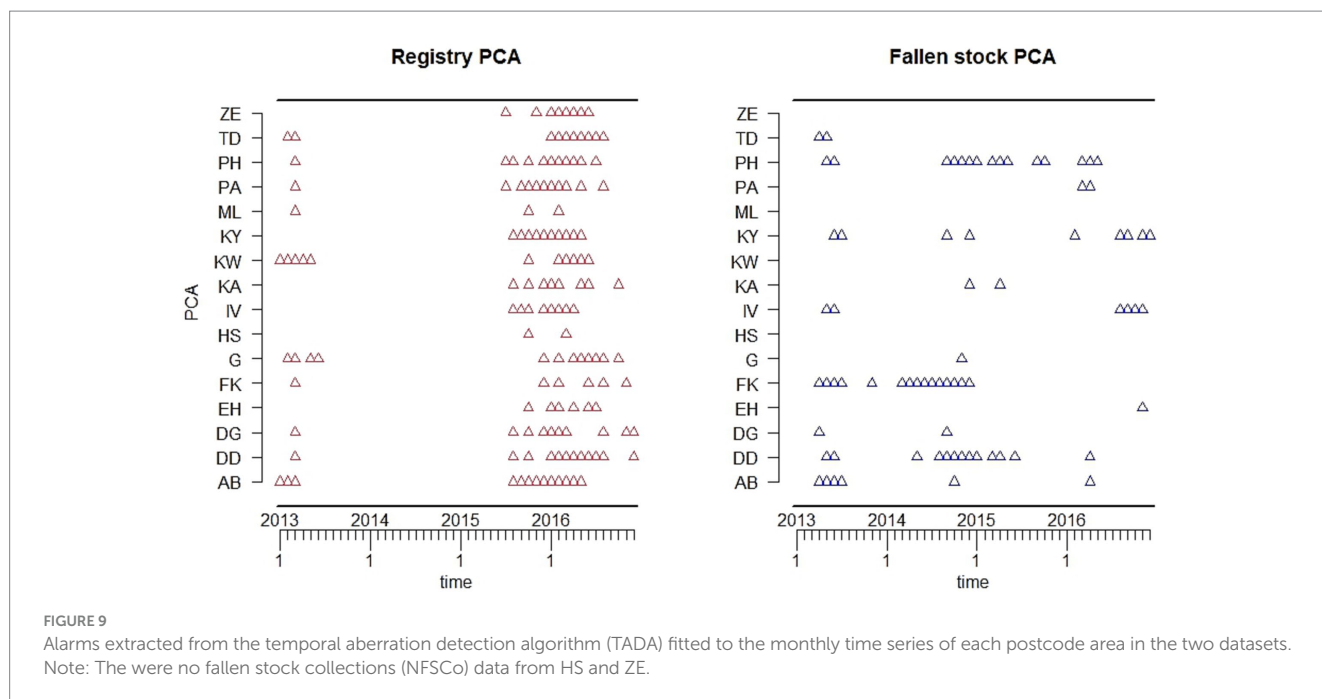 Registry PCA
Fallen stock PCA
ZE
TD
PH
PA
ML
KY
KW
KA
IV
HS
G
FK
EH
DG
DD
AB
PCA
2013 2014 2015 2016
1 1 1 1
time
ZE
TD
PH
PA
ML
KY
KW
KA
IV
HS
G
FK
EH
DG
DD
AB
2013 2014 2015 2016
1 1 1 1
time
FIGURE 9
Alarms extracted from the temporal aberration detection algorithm (TADA) fitted to the monthly time series of each postcode area in the two datasets.
Note: The were no fallen stock collections (NFSCo) data from HS and ZE.